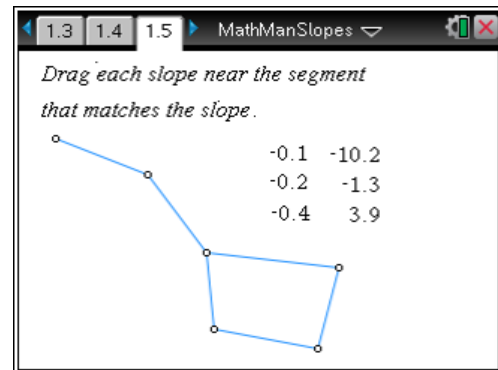 1.3 1.4 1.5 MathManSlopes
Drag each slope near the segment
that matches the slope.
-0.1 -10.2
-0.2 -1.3
-0.4 3.9